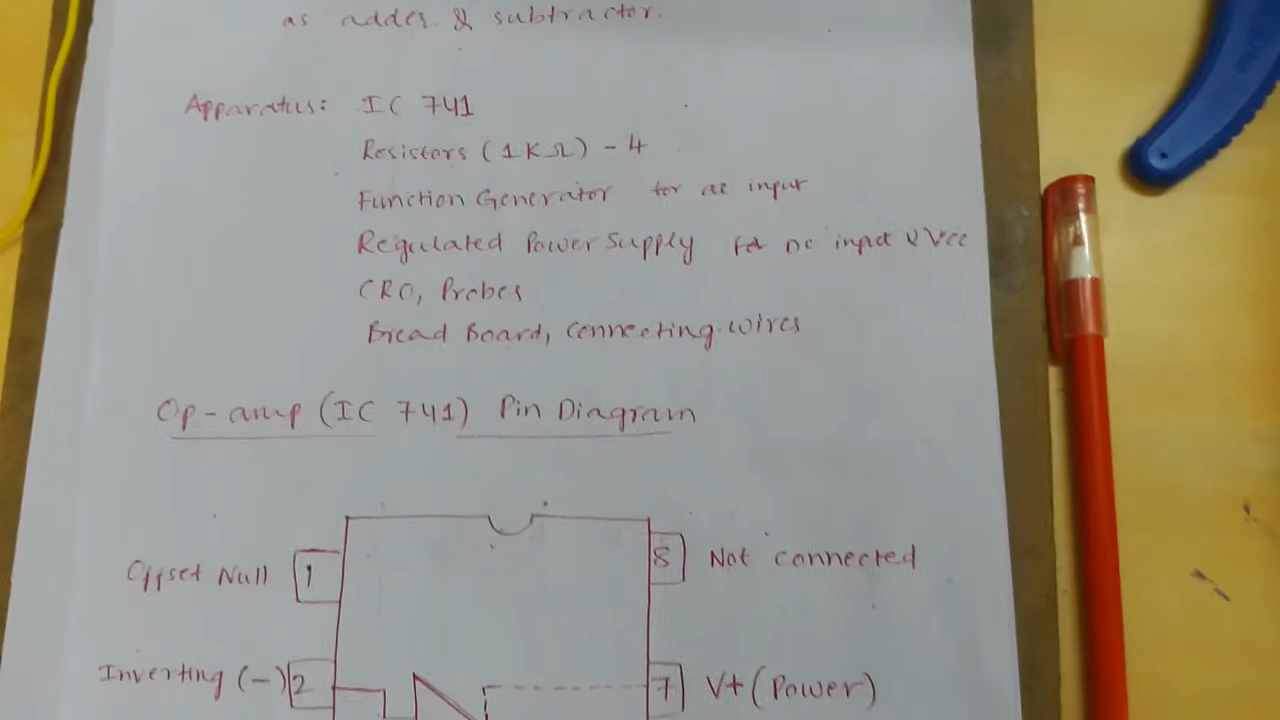 as adder & subtractor.
Apparatus: IC 741
Resistors (1KΩ) - 4
Function Generator for ac input
Regulated Power Supply for DC input & Vcc
CRO, Probes
Bread Board, Connecting wires
Op-amp (IC 741) Pin Diagram
Offset Null 1
8 Not connected
Inverting (-) 2
7 V+ (Power)